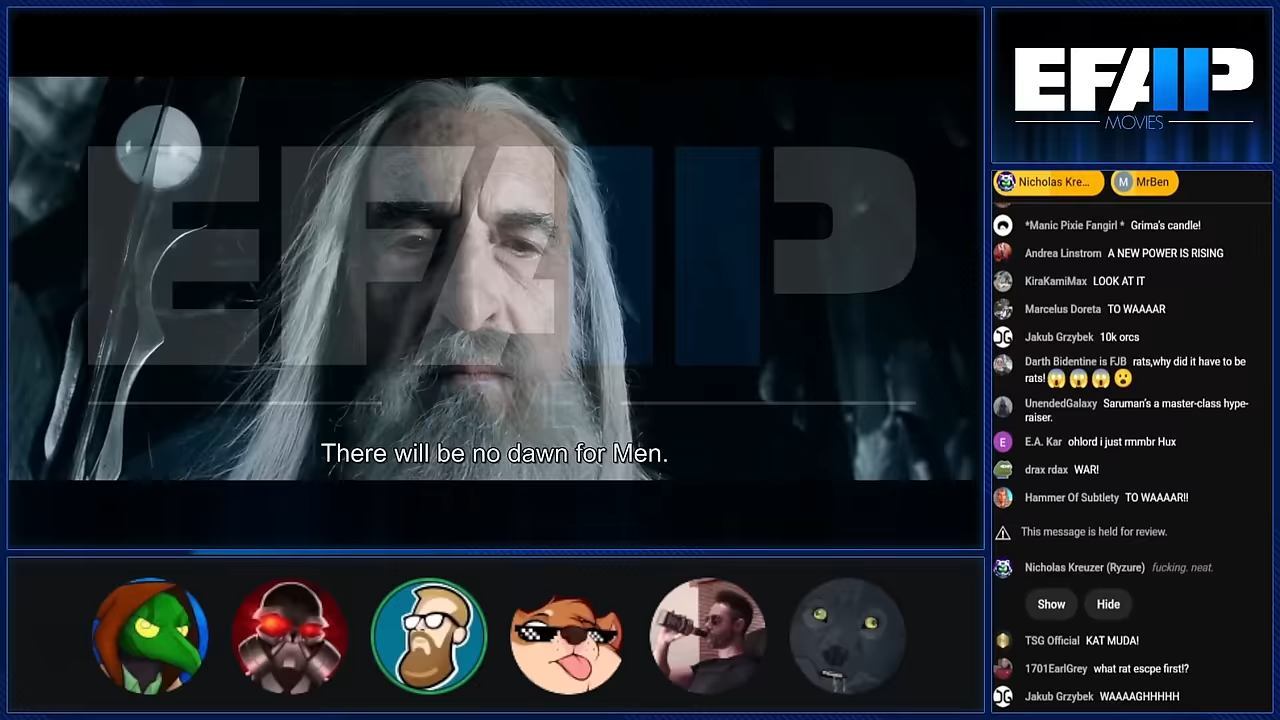 EFAP
There will be no dawn for Men.
EFAP
MOVIES
Nicholas Kre...
M MrBen
*Manic Pixie Fangirl * Grima's candle!
Andrea Linstrom A NEW POWER IS RISING
KiraKamiMax LOOK AT IT
Marcelus Doreta TO WAAAAR
Jakub Grzybek 10k orcs
Darth Bidentine is FJB rats,why did it have to be
rats!
UnendedGalaxy Saruman's a master-class hype-
raiser.
E E.A. Kar ohlord i just rmmbr Hux
drax rdax WAR!
Hammer Of Subtlety TO WAAAAR!!
This message is held for review.
Nicholas Kreuzer (Ryzure) fucking. neat.
Show Hide
TSG Official KAT MUDA!
1701EarlGrey what rat escpe first!?
Jakub Grzybek WAAAAGHHHHH